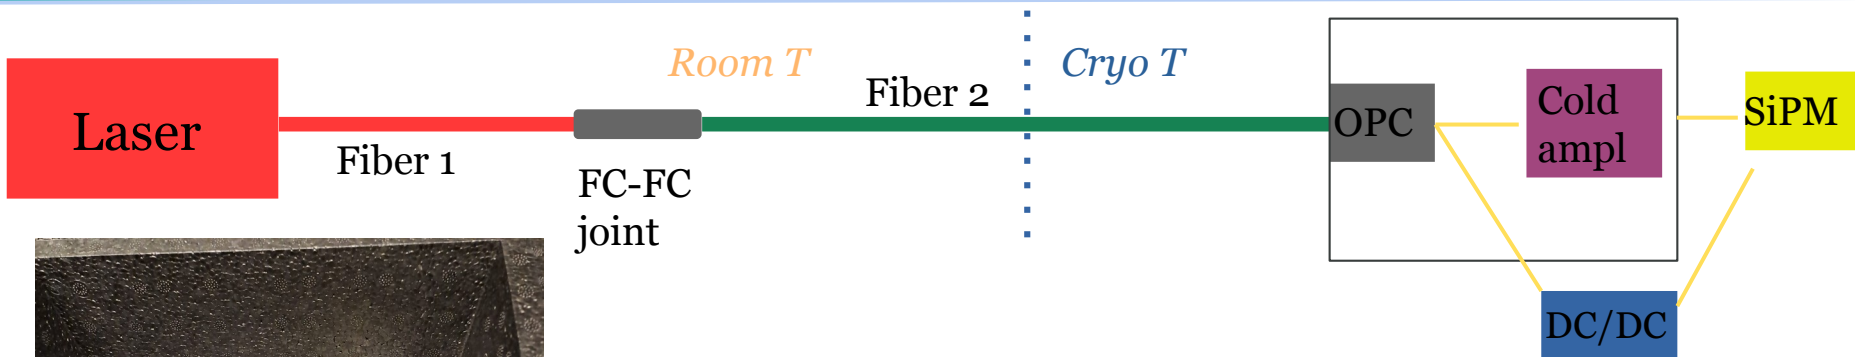 Room T
Cryo T
Laser
Fiber 1
FC-FC
joint
Fiber 2
OPC
Cold
ampl
SiPM
DC/DC